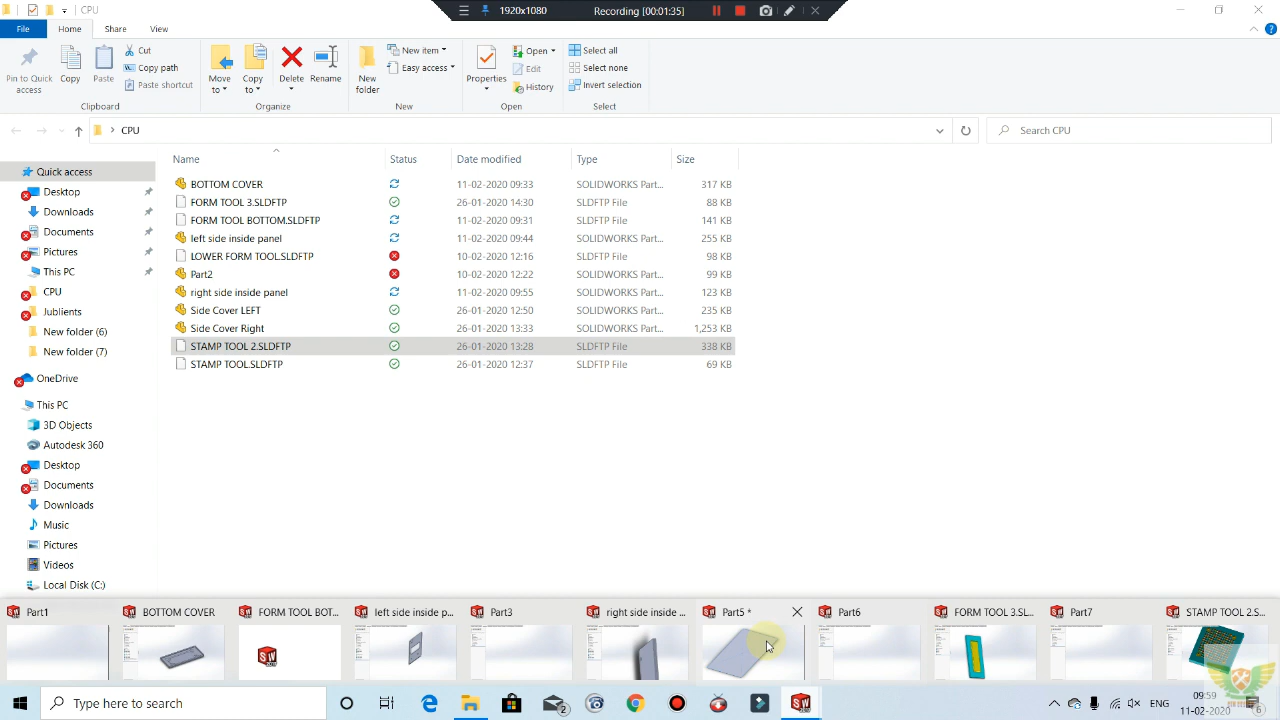 CPU
1920x1080 Recording [00:01:35]
File Home Share View
Pin to Quick access
Copy
Paste
Cut
Copy path
Paste shortcut
Clipboard
Move to
Copy to
Delete
Rename
Organize
New folder
New item
Easy access
New
Properties
Open
Edit
History
Open
Select all
Select none
Invert selection
Select
CPU
Search CPU
Name Status Date modified Type Size
BOTTOM COVER 11-02-2020 09:33 SOLIDWORKS Part... 317 KB
FORM TOOL 3.SLDFTP 26-01-2020 14:30 SLDFTP File 88 KB
FORM TOOL BOTTOM.SLDFTP 11-02-2020 09:31 SLDFTP File 141 KB
left side inside panel 11-02-2020 09:44 SOLIDWORKS Part... 255 KB
LOWER FORM TOOL.SLDFTP 10-02-2020 12:16 SLDFTP File 98 KB
Part2 10-02-2020 12:22 SOLIDWORKS Part... 99 KB
right side inside panel 11-02-2020 09:55 SOLIDWORKS Part... 123 KB
Side Cover LEFT 26-01-2020 12:50 SOLIDWORKS Part... 235 KB
Side Cover Right 26-01-2020 13:33 SOLIDWORKS Part... 1,253 KB
STAMP TOOL 2.SLDFTP 26-01-2020 13:28 SLDFTP File 338 KB
STAMP TOOL.SLDFTP 26-01-2020 12:37 SLDFTP File 69 KB
Quick access
Desktop
Downloads
Documents
Pictures
This PC
CPU
Jublients
New folder (6)
New folder (7)
OneDrive
This PC
3D Objects
Autodesk 360
Desktop
Documents
Downloads
Music
Pictures
Videos
Local Disk (C:)
Part1 BOTTOM COVER FORM TOOL BOT... left side inside p... Part3 right side inside ... Part5 * Part6 FORM TOOL 3.SL... Part7 STAMP TOOL 2.S...
SW
Type here to search
2
SW
ENG
09:59
11-02-2020
6